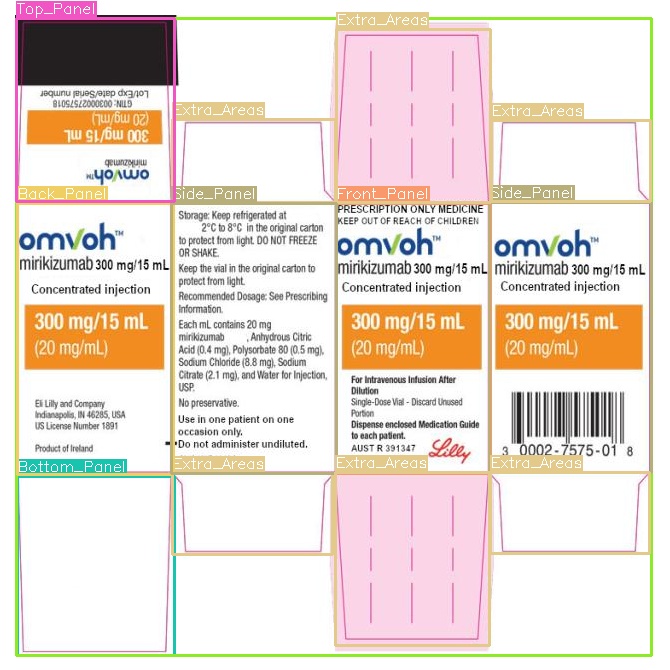 Top_Panel
Lot/Exp date/Serial number
GTIN: 00300027575018
300 mg/15 mL
(20 mg/mL)
omvoh™
mirikizumab
Extra_Areas
Extra_Areas
Extra_Areas
Back_Panel
omvoh™
mirikizumab 300 mg/15 mL
Concentrated injection
300 mg/15 mL
(20 mg/mL)
Eli Lilly and Company
Indianapolis, IN 46285, USA
US License Number 1891
Product of Ireland
Side_Panel
Storage: Keep refrigerated at
2°C to 8°C in the original carton
to protect from light. DO NOT FREEZE
OR SHAKE.
Keep the vial in the original carton to
protect from light.
Recommended Dosage: See Prescribing
Information.
Each mL contains 20 mg
mirikizumab , Anhydrous Citric
Acid (0.4 mg), Polysorbate 80 (0.5 mg),
Sodium Chloride (8.8 mg), Sodium
Citrate (2.1 mg), and Water for Injection,
USP.
No preservative.
Use in one patient on one
occasion only.
Do not administer undiluted.
Front_Panel
PRESCRIPTION ONLY MEDICINE
KEEP OUT OF REACH OF CHILDREN
omvoh™
mirikizumab 300 mg/15 mL
Concentrated injection
300 mg/15 mL
(20 mg/mL)
For Intravenous Infusion After
Dilution
Single-Dose Vial - Discard Unused
Portion
Dispense enclosed Medication Guide
to each patient.
AUST R 391347
Lilly
Side_Panel
omvoh™
mirikizumab 300 mg/15 mL
Concentrated injection
300 mg/15 mL
(20 mg/mL)
3 0002-7575-01 8
Bottom_Panel
Extra_Areas
Extra_Areas
Extra_Areas